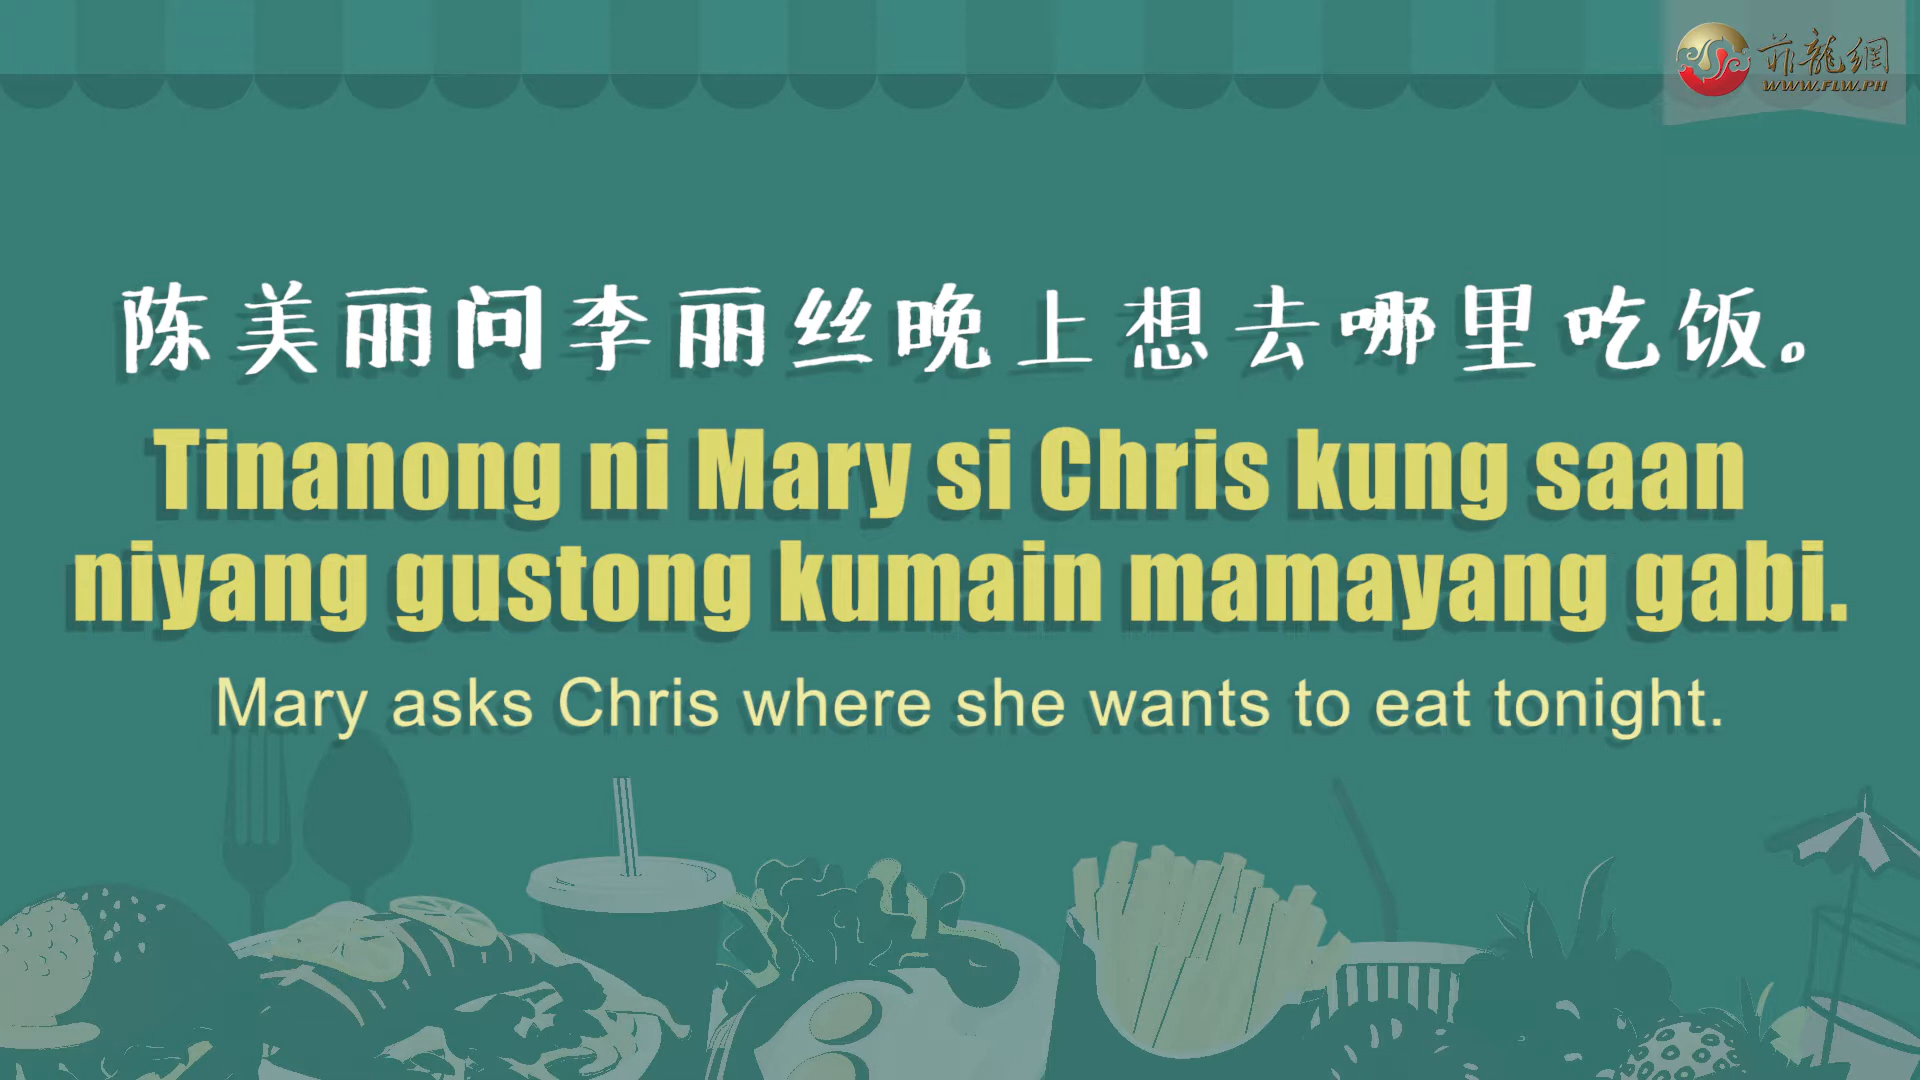 菲龍網
WWW.FLW.PH
陈美丽问李丽丝晚上想去哪里吃饭。
Tinanong ni Mary si Chris kung saan
niyang gustong kumain mamayang gabi.
Mary asks Chris where she wants to eat tonight.